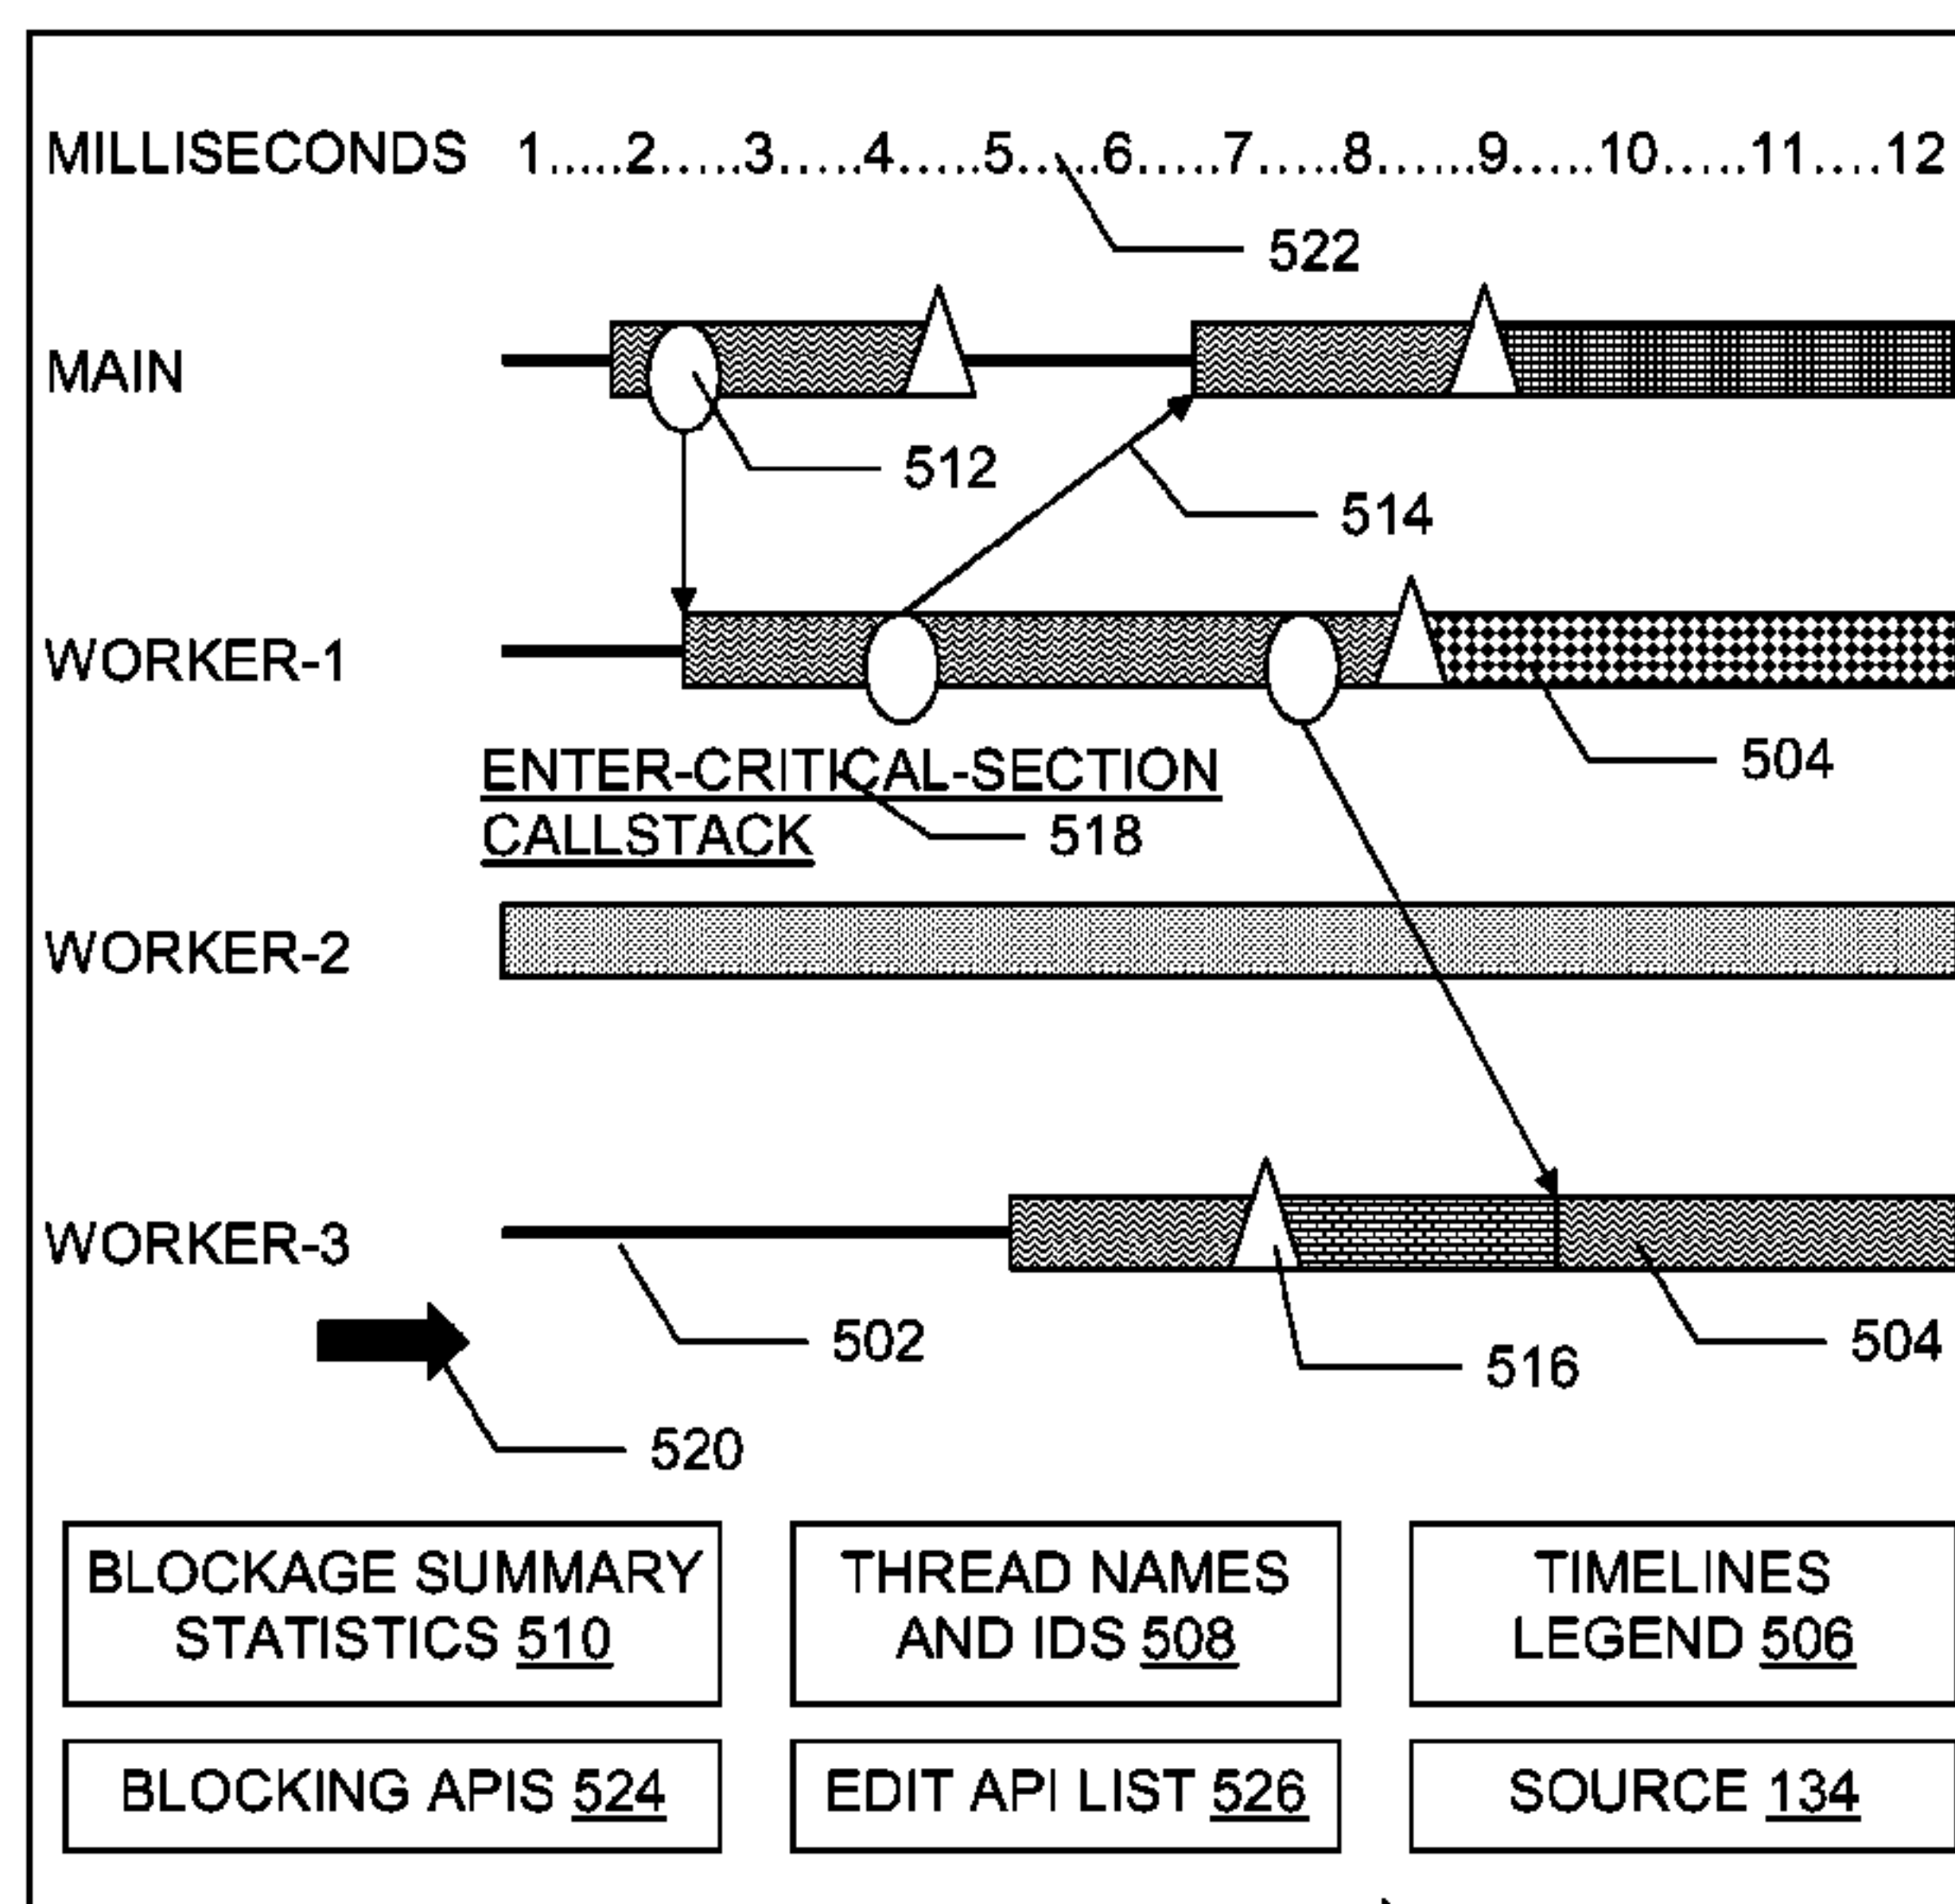 MILLISECONDS 1.....2.....3.....4.....5.....6.....7.....8......9.....10.....11....12
522
MAIN
512
514
WORKER-1
504
ENTER-CRITICAL-SECTION
CALLSTACK
518
WORKER-2
WORKER-3
502
504
516
520
BLOCKAGE SUMMARY
STATISTICS 510
THREAD NAMES
AND IDS 508
TIMELINES
LEGEND 506
BLOCKING APIS 524
EDIT API LIST 526
SOURCE 134